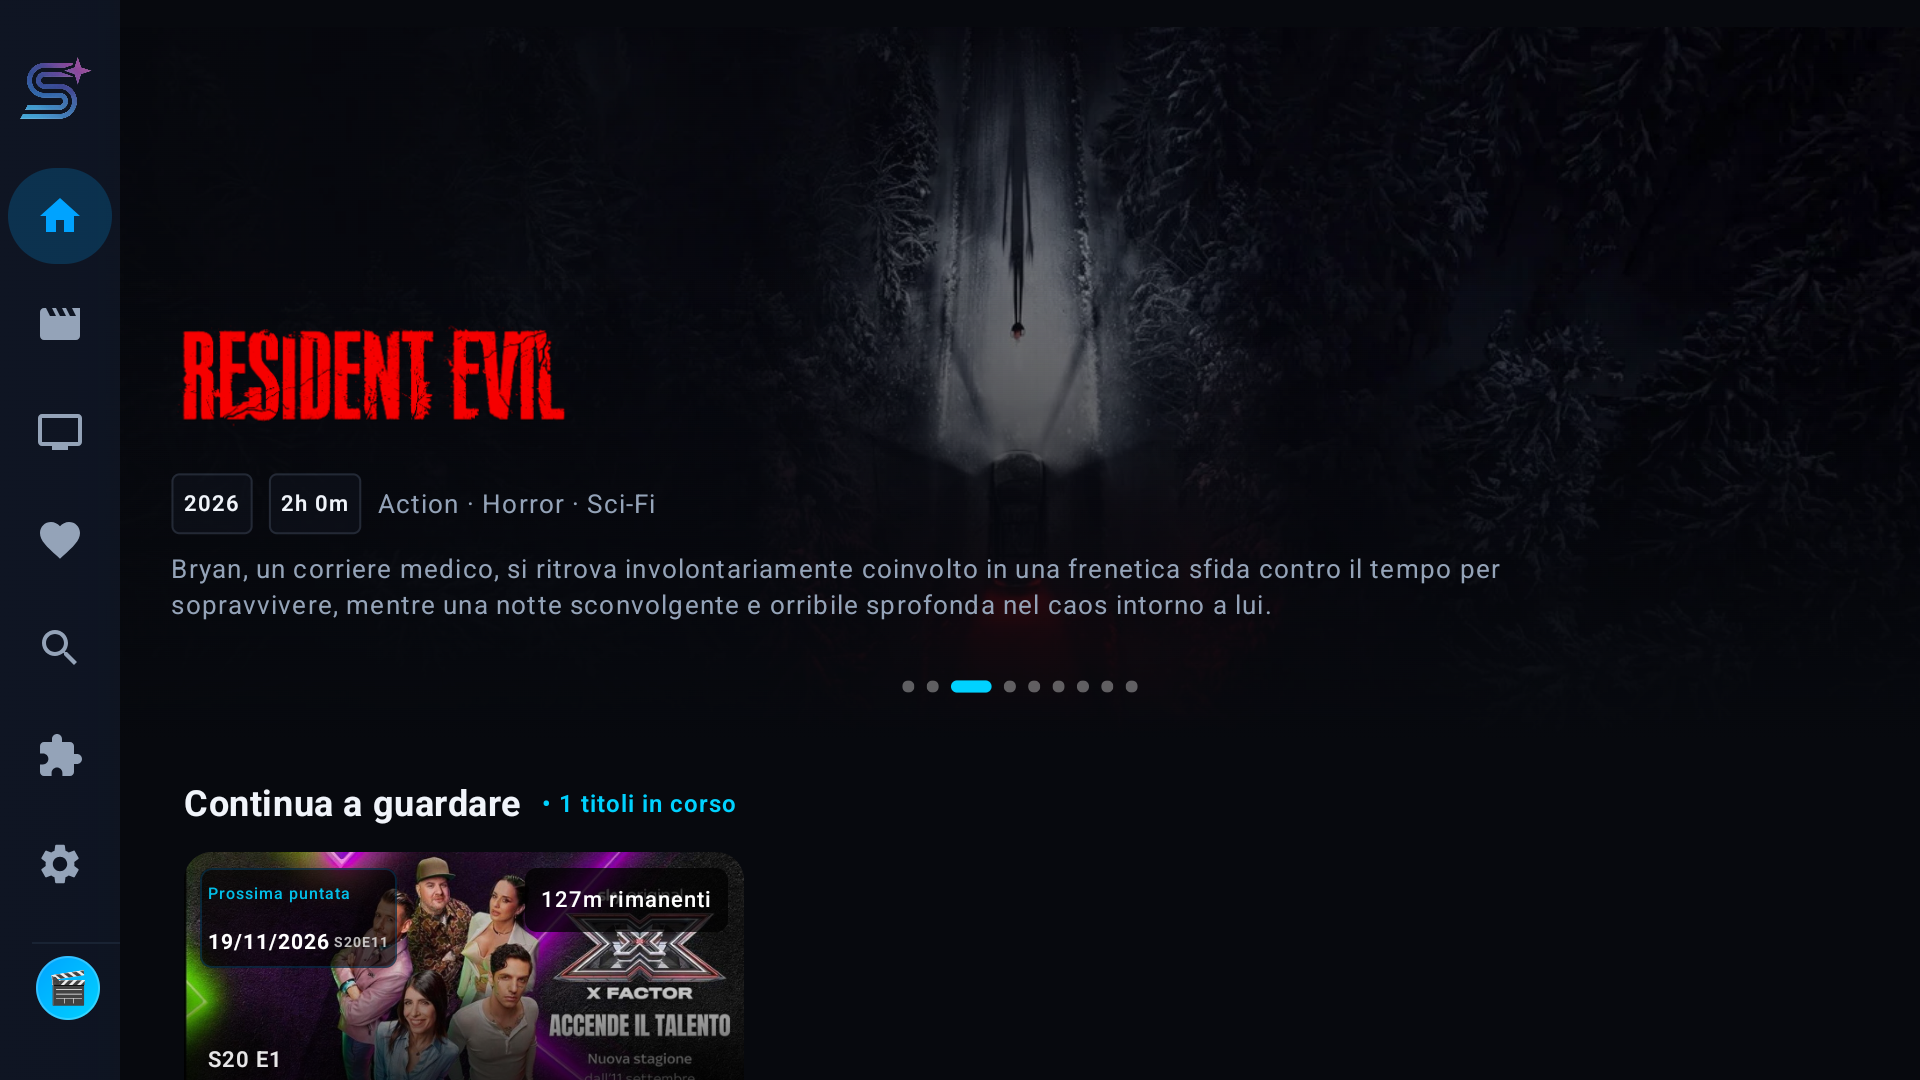 RESIDENT EVIL
2026 2h 0m Action · Horror · Sci-Fi
Bryan, un corriere medico, si ritrova involontariamente coinvolto in una frenetica sfida contro il tempo per
sopravvivere, mentre una notte sconvolgente e orribile sprofonda nel caos intorno a lui.
Continua a guardare • 1 titoli in corso
Prossima puntata
127m rimanenti
19/11/2026 S20E11
X FACTOR
ACCENDE IL TALENTO
Nuova stagione
S20 E1
dall'11 settembre